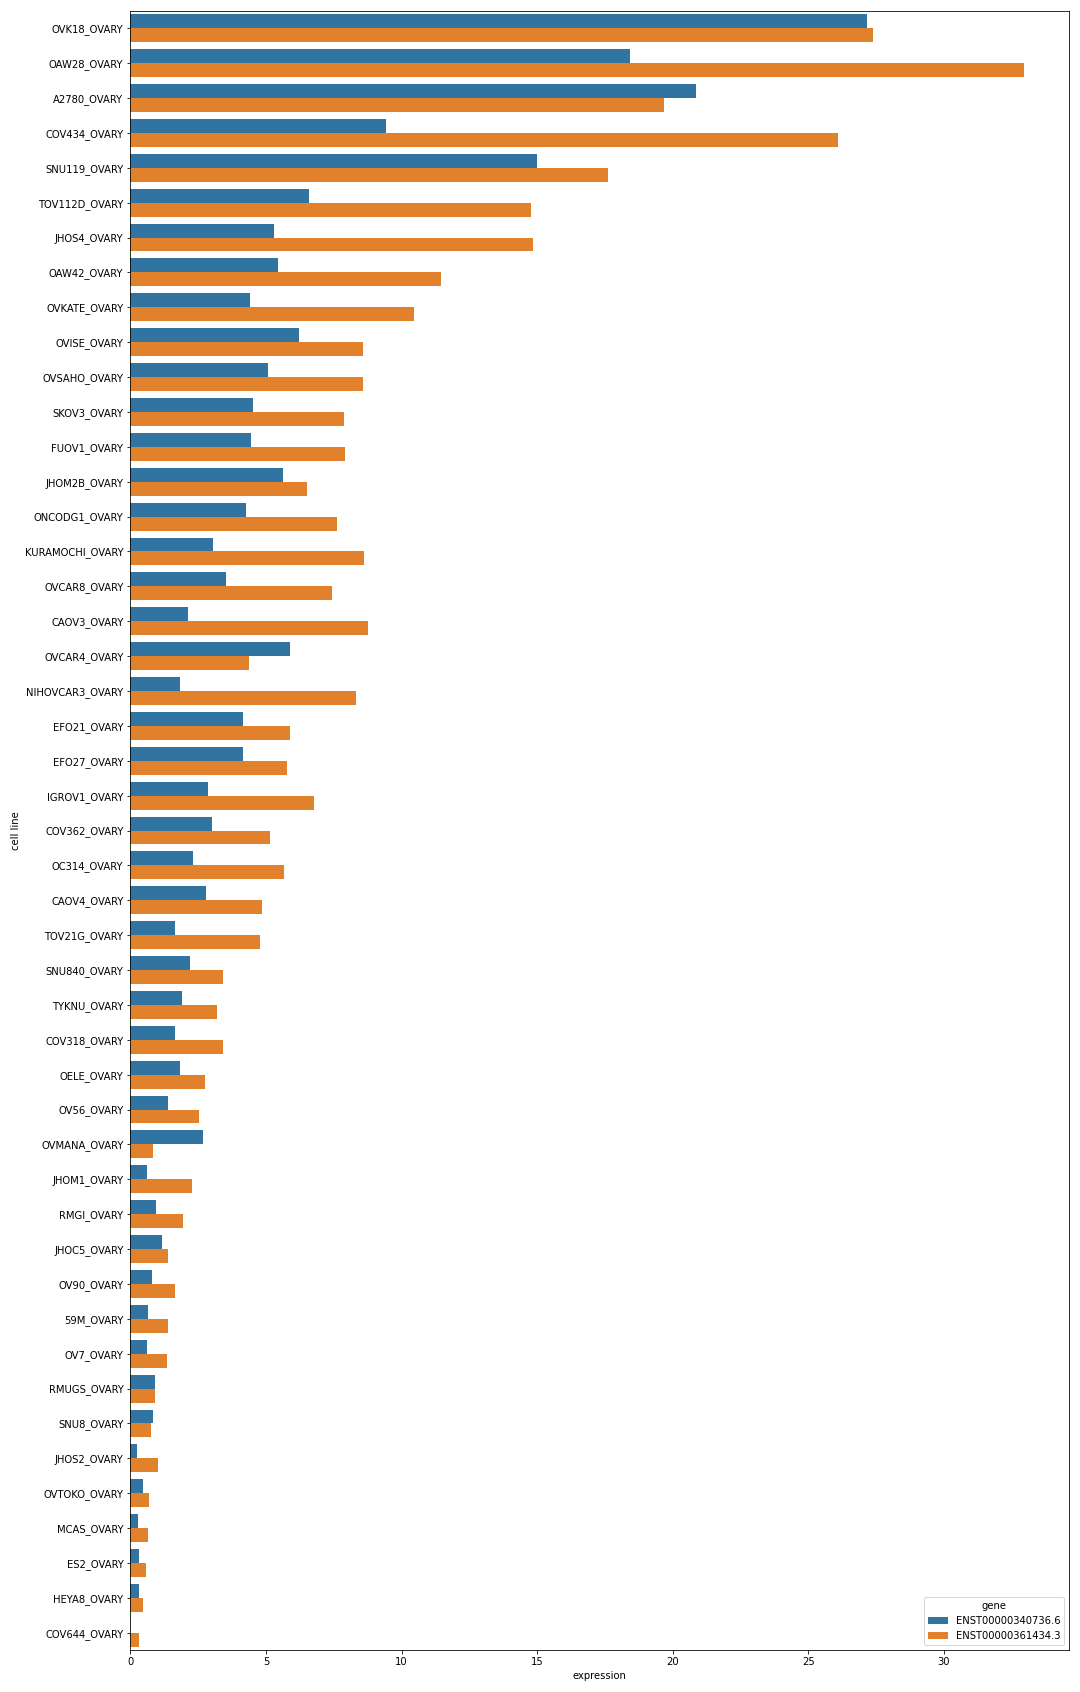 OVK18_OVARY
OAW28_OVARY
A2780_OVARY
COV434_OVARY
SNU119_OVARY
TOV112D_OVARY
JHOS4_OVARY
OAW42_OVARY
OVKATE_OVARY
OVISE_OVARY
OVSAHO_OVARY
SKOV3_OVARY
FUOV1_OVARY
JHOM2B_OVARY
ONCODG1_OVARY
KURAMOCHI_OVARY
OVCAR8_OVARY
CAOV3_OVARY
OVCAR4_OVARY
NIHOVCAR3_OVARY
EFO21_OVARY
EFO27_OVARY
IGROV1_OVARY
COV362_OVARY
OC314_OVARY
CAOV4_OVARY
TOV21G_OVARY
SNU840_OVARY
TYKNU_OVARY
COV318_OVARY
OELE_OVARY
OV56_OVARY
OVMANA_OVARY
JHOM1_OVARY
RMGI_OVARY
JHOC5_OVARY
OV90_OVARY
59M_OVARY
OV7_OVARY
RMUGS_OVARY
SNU8_OVARY
JHOS2_OVARY
OVTOKO_OVARY
MCAS_OVARY
ES2_OVARY
HEYA8_OVARY
COV644_OVARY
cell line
0 5 10 15 20 25 30
expression
gene
ENST00000340736.6
ENST00000361434.3